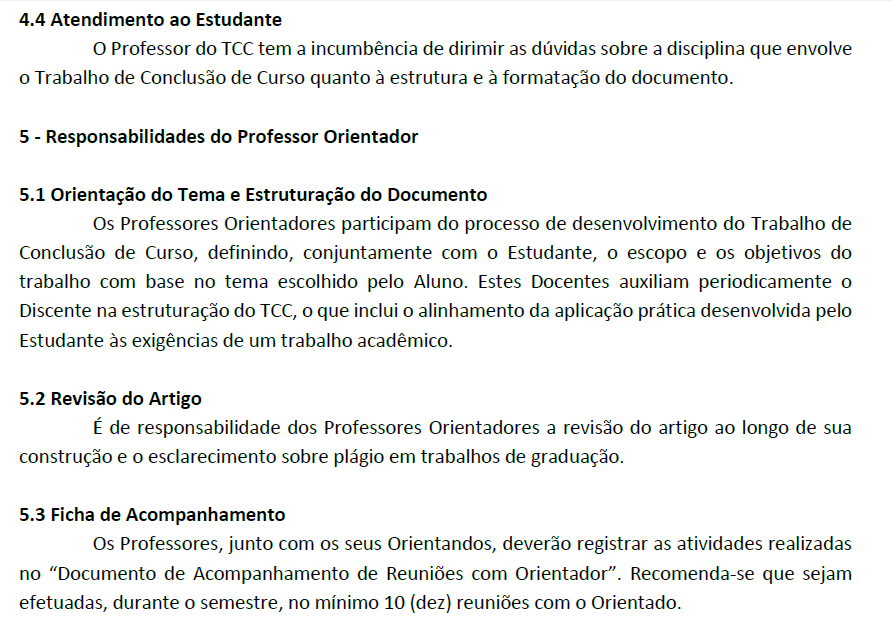 4.4 Atendimento ao Estudante
O Professor do TCC tem a incumbência de dirimir as dúvidas sobre a disciplina que envolve
o Trabalho de Conclusão de Curso quanto à estrutura e à formatação do documento.
5 - Responsabilidades do Professor Orientador
5.1 Orientação do Tema e Estruturação do Documento
Os Professores Orientadores participam do processo de desenvolvimento do Trabalho de
Conclusão de Curso, definindo, conjuntamente com o Estudante, o escopo e os objetivos do
trabalho com base no tema escolhido pelo Aluno. Estes Docentes auxiliam periodicamente o
Discente na estruturação do TCC, o que inclui o alinhamento da aplicação prática desenvolvida pelo
Estudante às exigências de um trabalho acadêmico.
5.2 Revisão do Artigo
É de responsabilidade dos Professores Orientadores a revisão do artigo ao longo de sua
construção e o esclarecimento sobre plágio em trabalhos de graduação.
5.3 Ficha de Acompanhamento
Os Professores, junto com os seus Orientandos, deverão registrar as atividades realizadas
no “Documento de Acompanhamento de Reuniões com Orientador”. Recomenda-se que sejam
efetuadas, durante o semestre, no mínimo 10 (dez) reuniões com o Orientado.